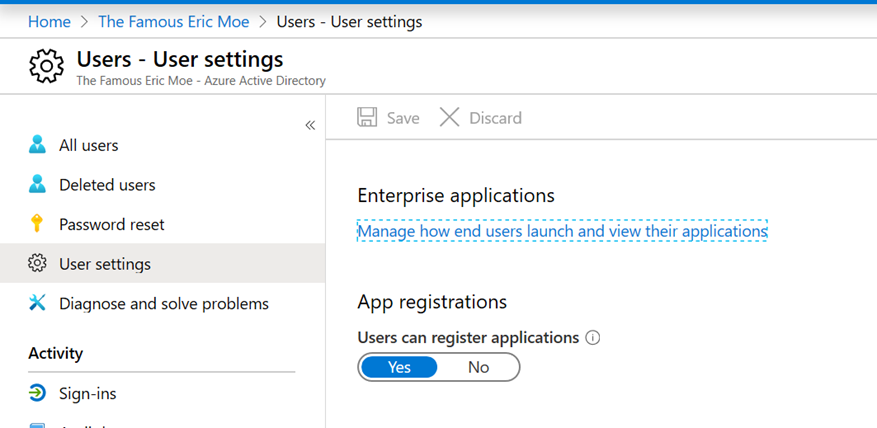 Home > The Famous Eric Moe > Users - User settings
Users - User settings
The Famous Eric Moe - Azure Active Directory
«
All users
Deleted users
Password reset
User settings
Diagnose and solve problems
Activity
Sign-ins
Save Discard
Enterprise applications
Manage how end users launch and view their applications
App registrations
Users can register applications
Yes No